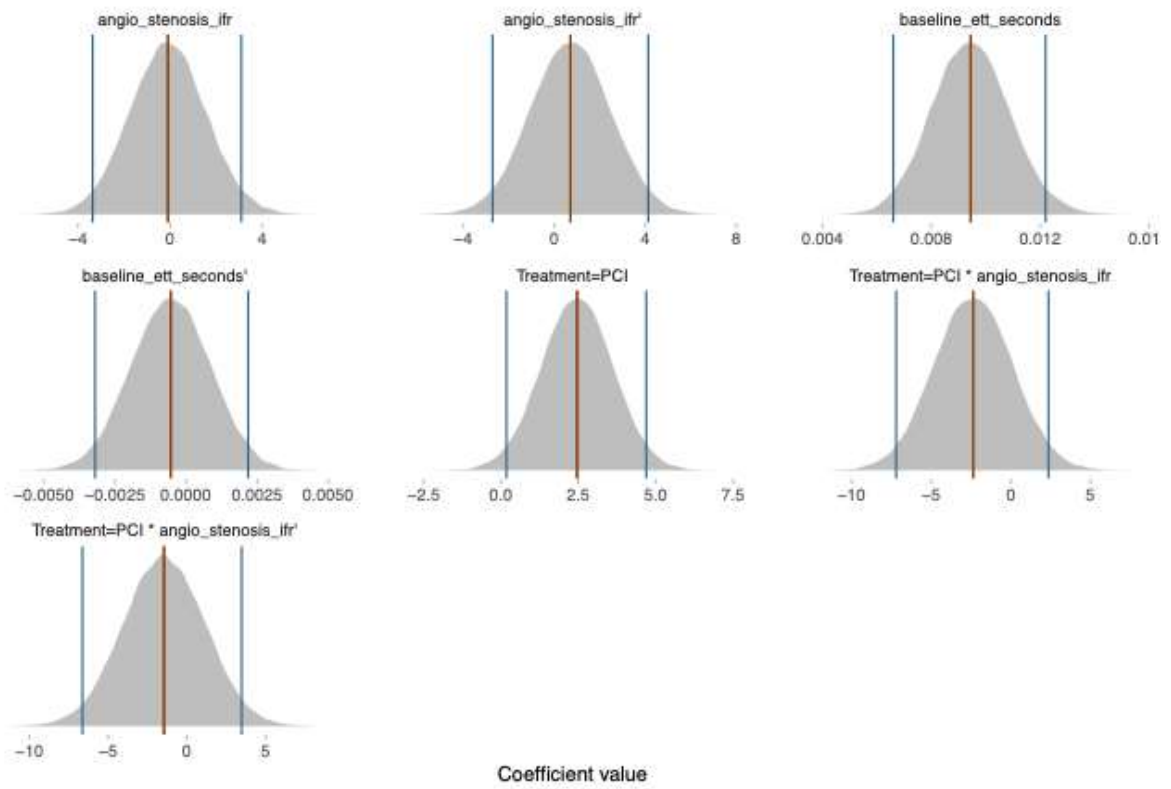 angio_stenosis_ifr angio_stenosis_ifr' baseline_ett_seconds
−4 0 4 −4 0 4 8 0.004 0.008 0.012 0.01
baseline_ett_seconds' Treatment=PCI Treatment=PCI * angio_stenosis_ifr
−0.0050 −0.0025 0.0000 0.0025 0.0050 −2.5 0.0 2.5 5.0 7.5 −10 −5 0 5
Treatment=PCI * angio_stenosis_ifr'
−10 −5 0 5
Coefficient value